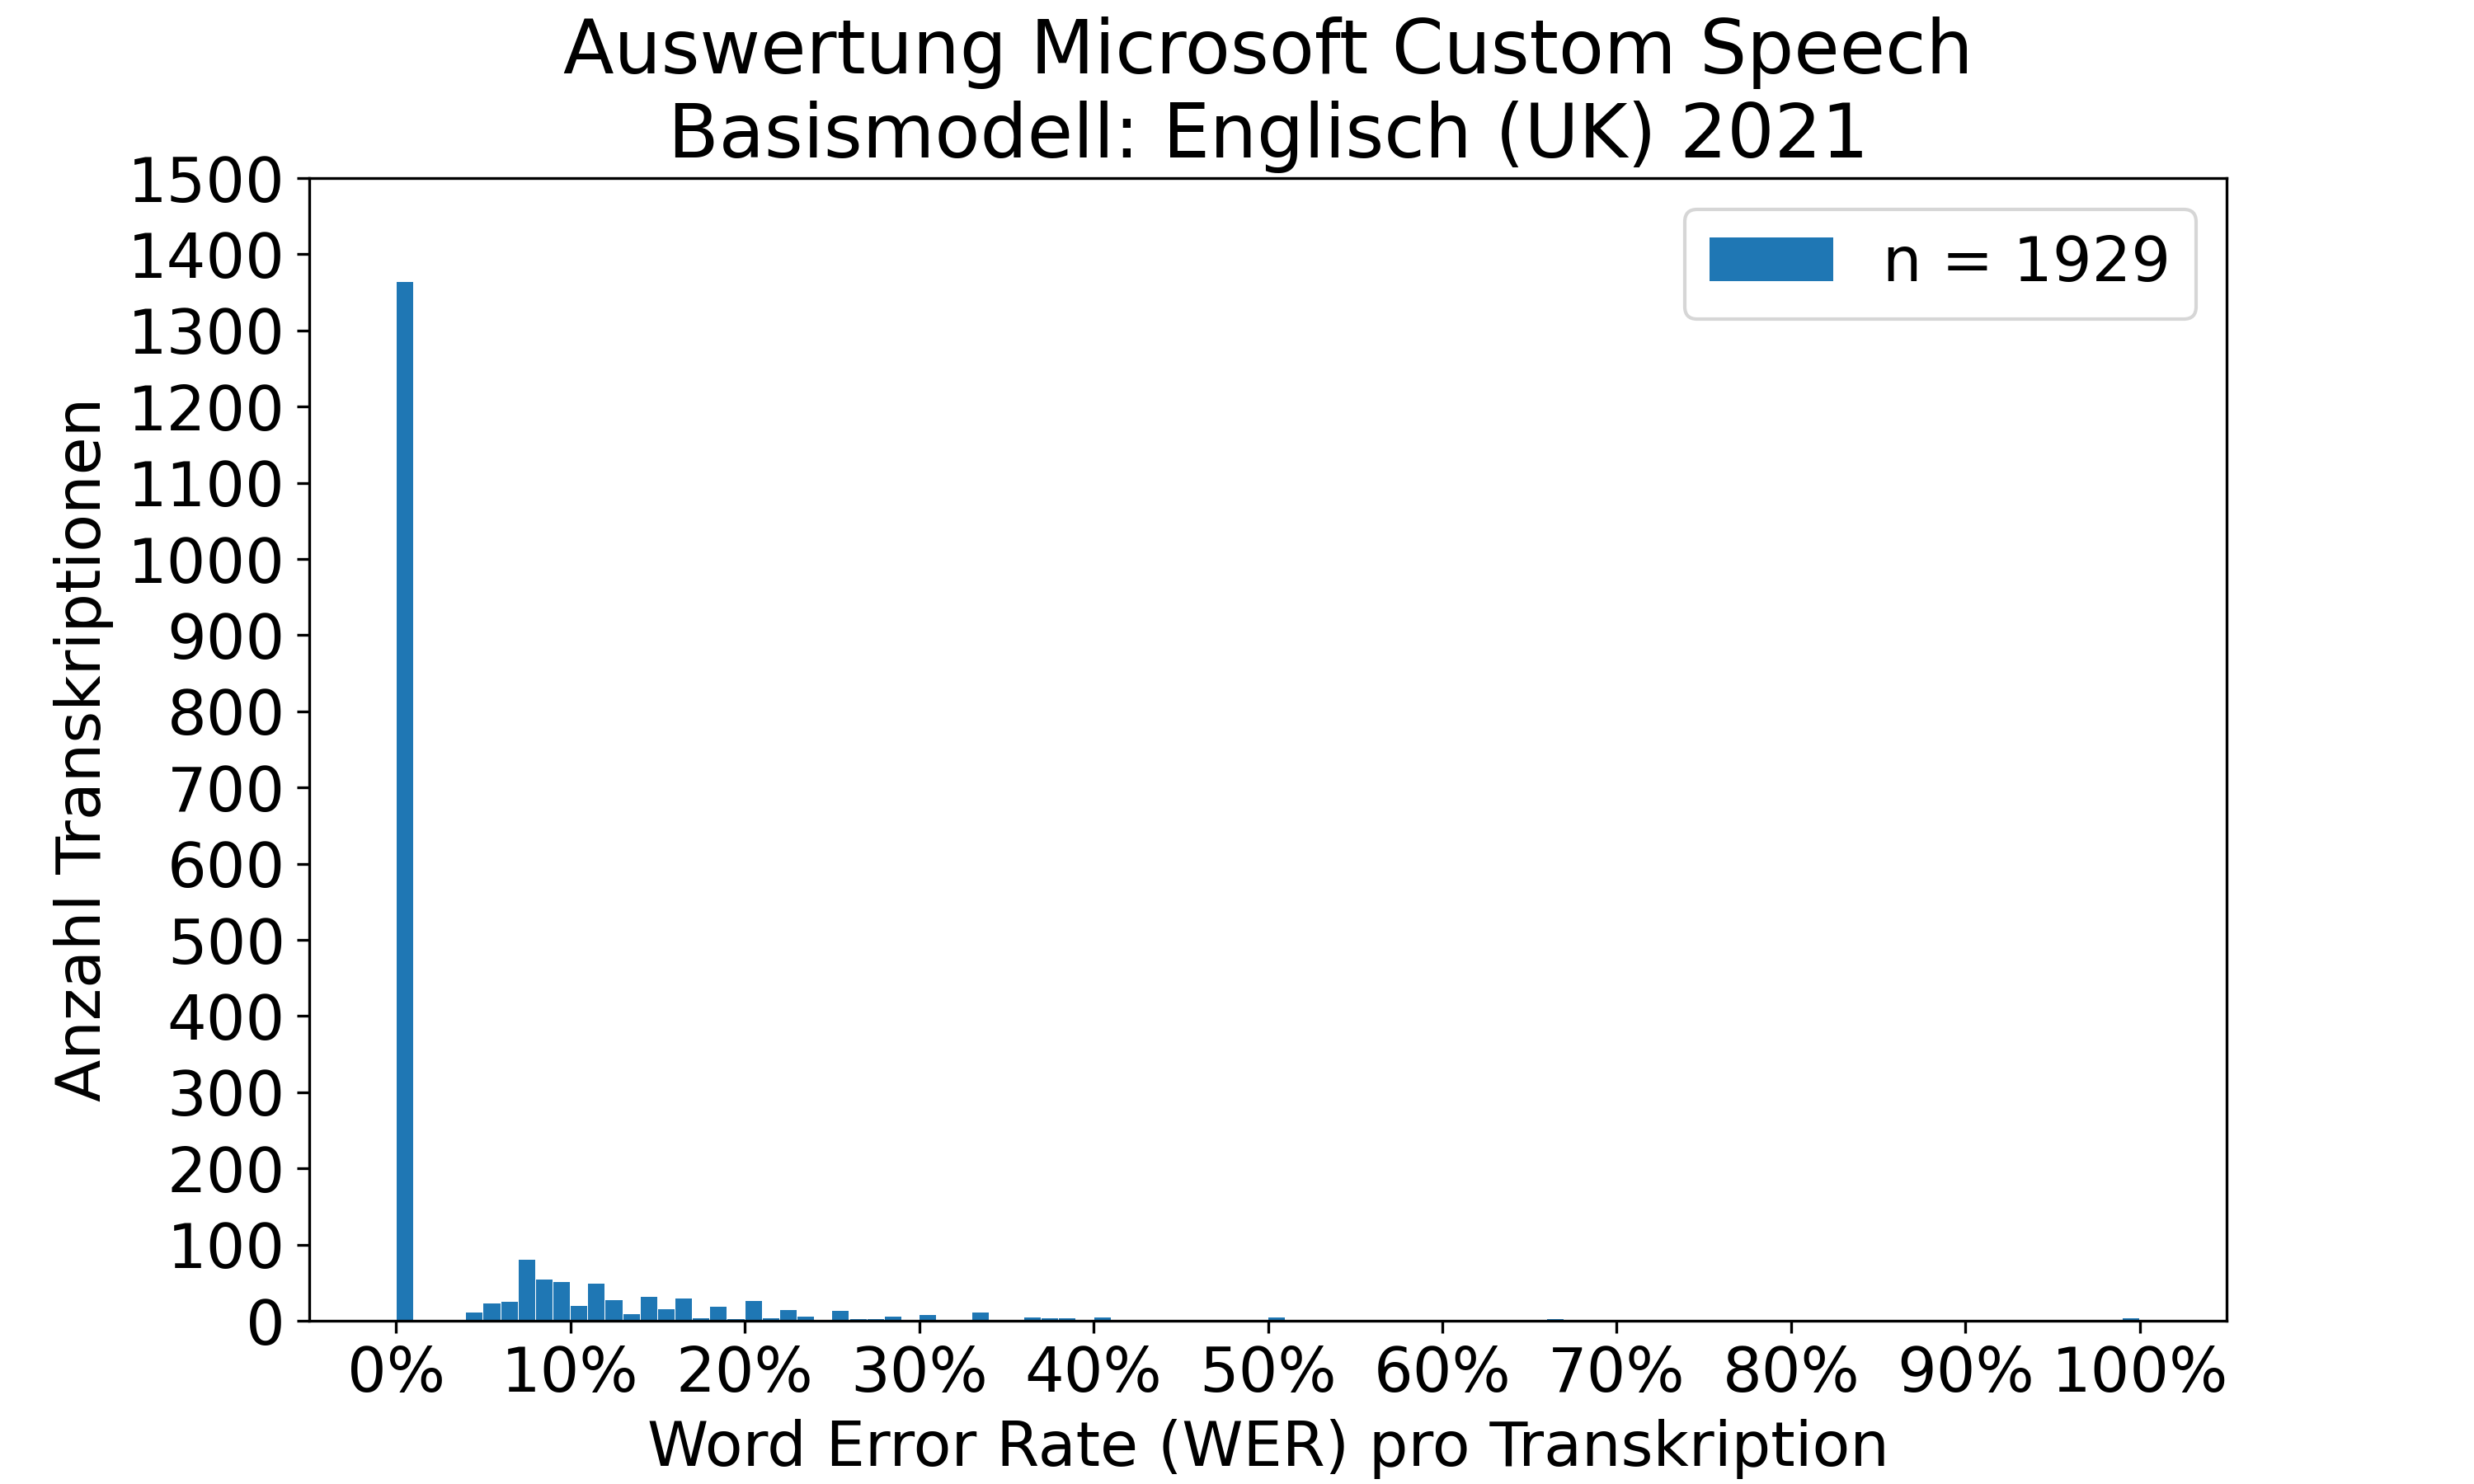 Auswertung Microsoft Custom Speech
Basismodell: Englisch (UK) 2021
n = 1929
Anzahl Transkriptionen
1500
1400
1300
1200
1100
1000
900
800
700
600
500
400
300
200
100
0
0% 10% 20% 30% 40% 50% 60% 70% 80% 90% 100%
Word Error Rate (WER) pro Transkription